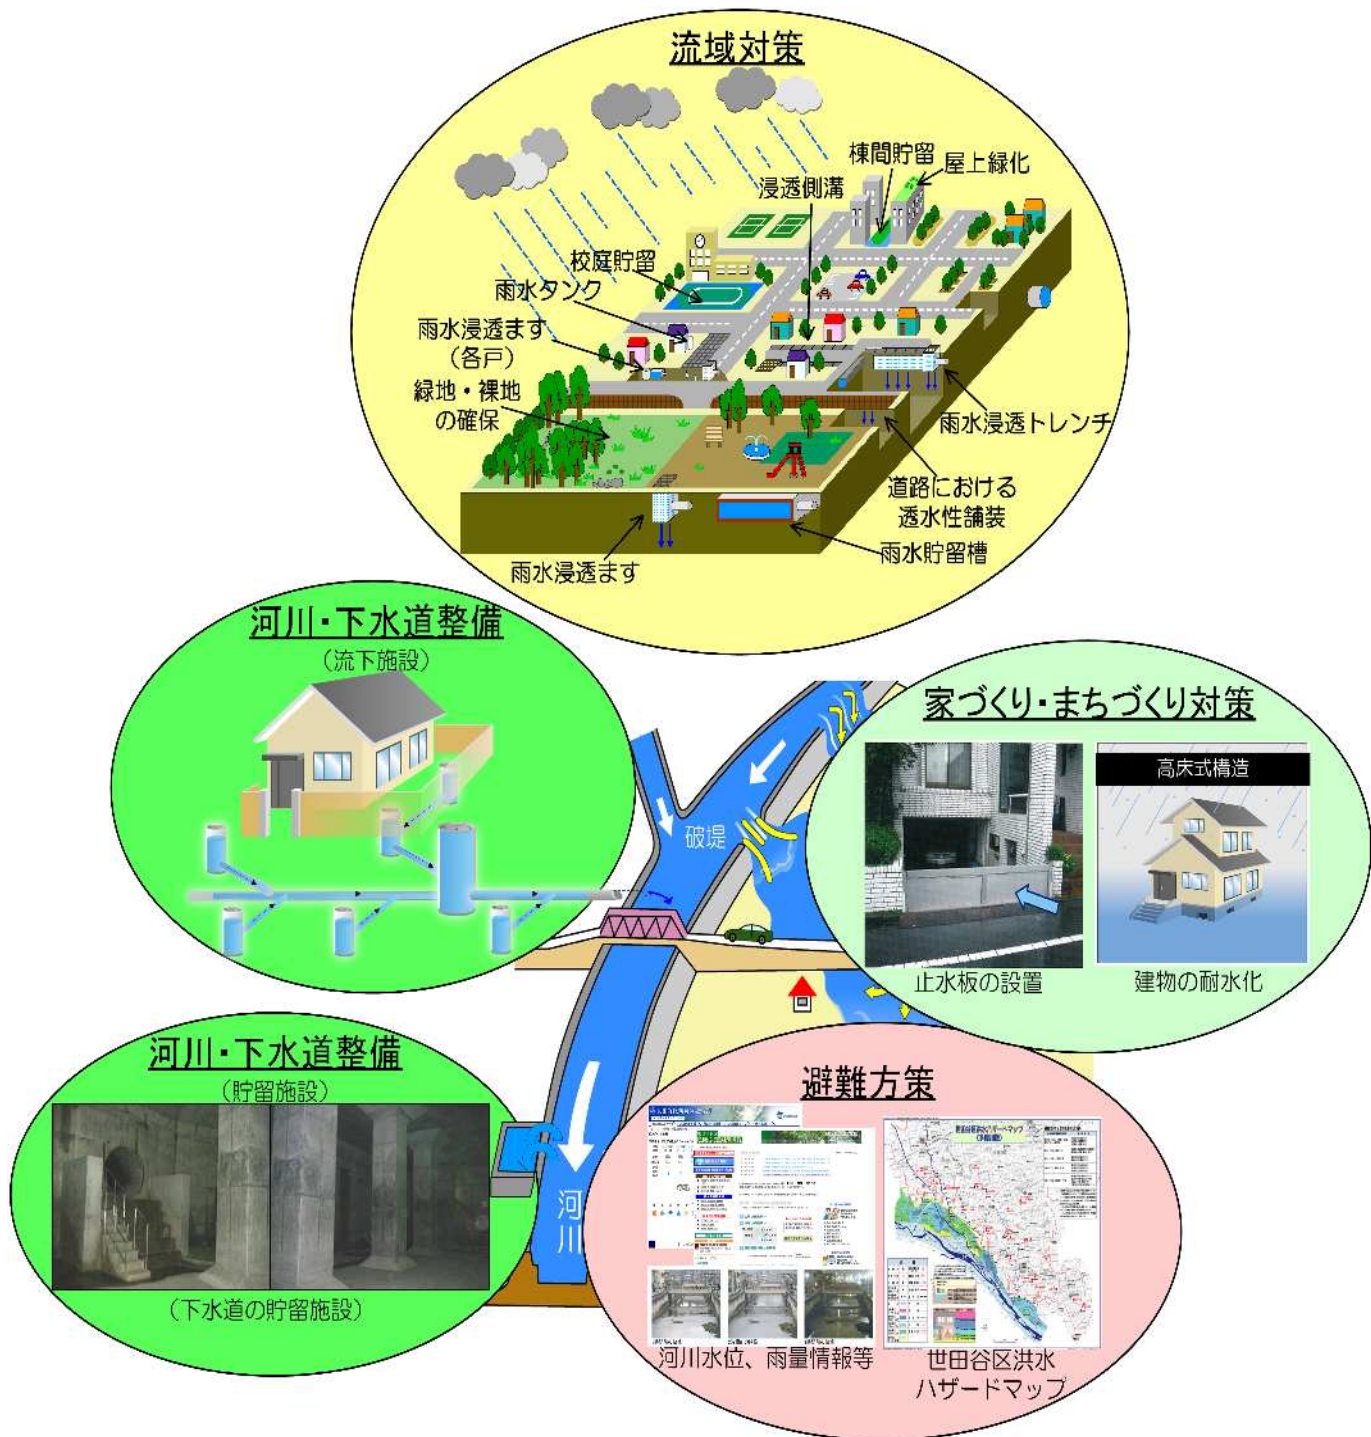 流域対策
棟間貯留
屋上緑化
浸透側溝
校庭貯留
雨水タンク
雨水浸透ます
(各戸)
緑地・裸地
の確保
雨水浸透トレンチ
道路における
透水性舗装
雨水貯留槽
雨水浸透ます
河川・下水道整備
(流下施設)
家づくり・まちづくり対策
高床式構造
破堤
止水板の設置
建物の耐水化
河川・下水道整備
(貯留施設)
(下水道の貯留施設)
河川
避難方策
河川水位、雨量情報等
世田谷区洪水
ハザードマップ